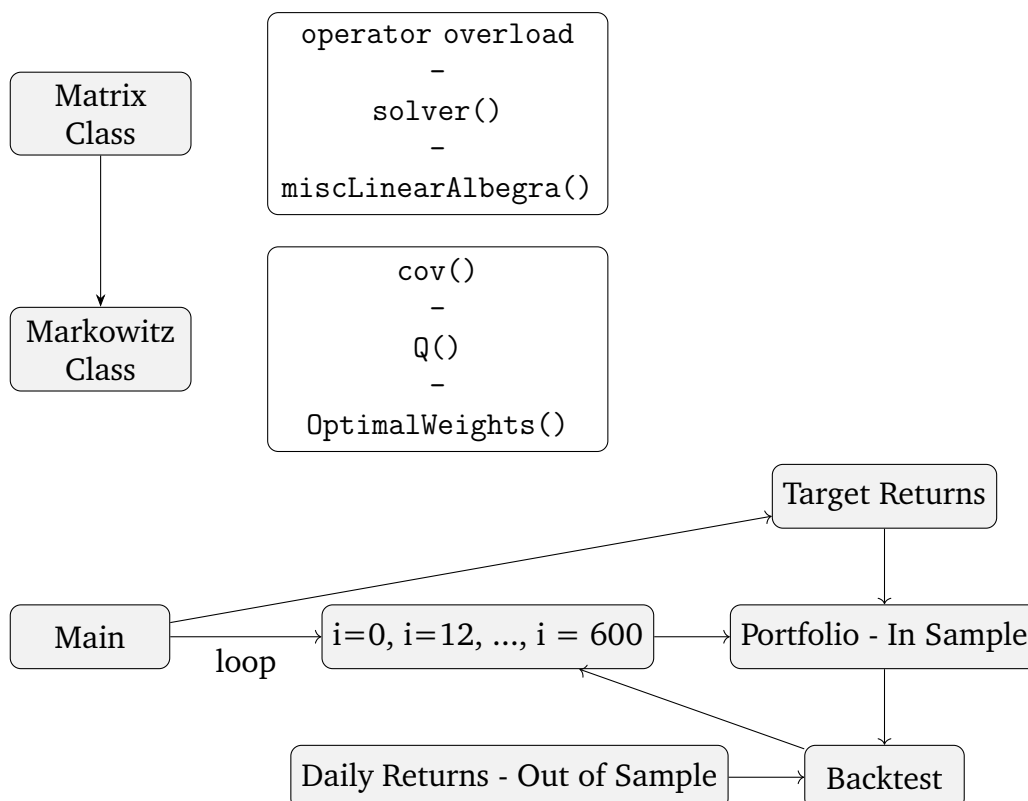 operator overload
–
solver()
–
miscLinearAlbegra()
Matrix
Class
cov()
–
Q()
–
OptimalWeights()
Markowitz
Class
Target Returns
Main
loop
i=0, i=12, ..., i = 600
Portfolio - In Sample
Daily Returns - Out of Sample
Backtest